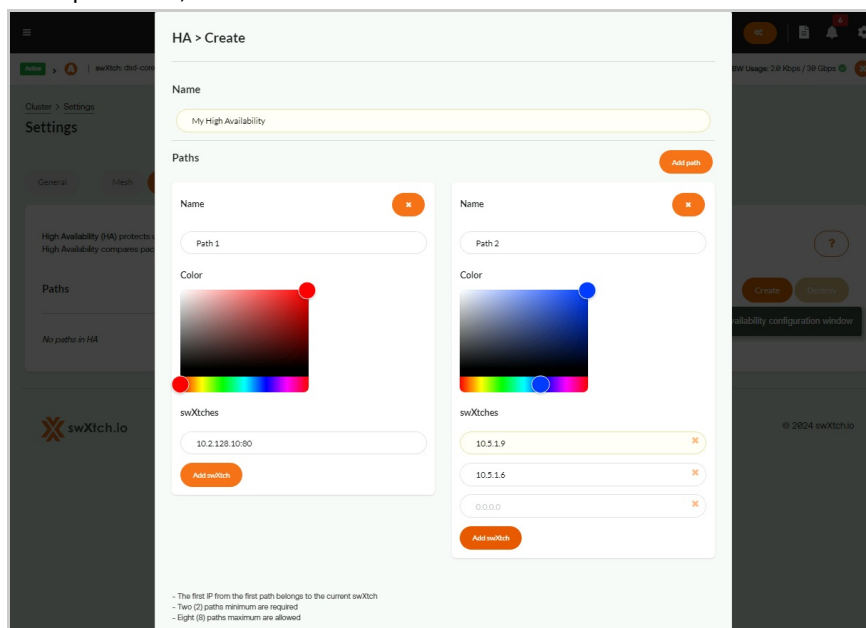 HA > Create
6
Active
swXtch: dsd-core
BW Usage: 2.0 Kbps / 30 Gbps
Name
My High Availability
Cluster > Settings
Settings
Paths
Add path
General
Mesh
Name
Name
Path 1
Path 2
High Availability (HA) protects
High Availability compares pac
?
Color
Color
Paths
Create
Destroy
availability configuration window
No paths in HA
swXtches
swXtches
swXtch.io
© 2024 swXtch.io
10.2.128.10:80
10.5.1.9
Add swXtch
10.5.1.6
0.0.0.0
Add swXtch
- The first IP from the first path belongs to the current swXtch
- Two (2) paths minimum are required
- Eight (8) paths maximum are allowed